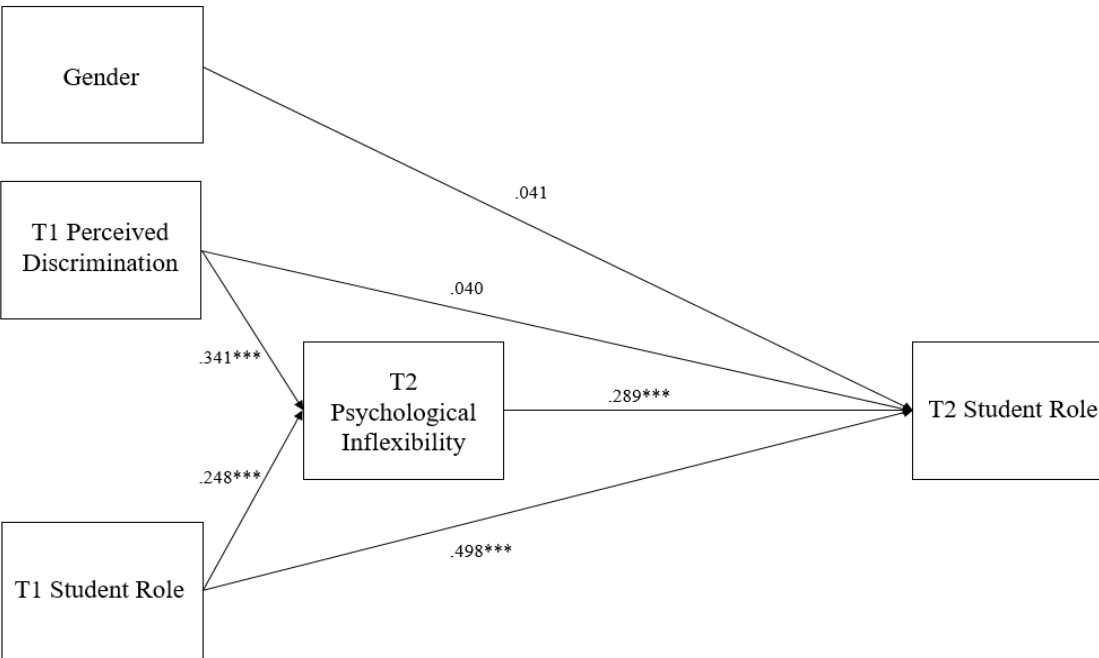 Gender
.041
T1 Perceived
Discrimination
.040
.341***
T2
Psychological
Inflexibility
.289***
T2 Student Role
.248***
.498***
T1 Student Role